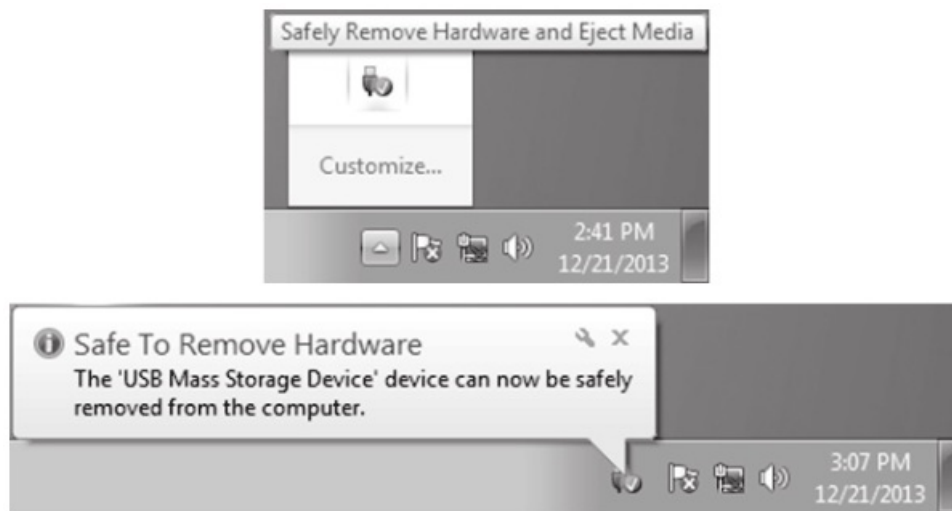 Safely Remove Hardware and Eject Media
Customize...
2:41 PM
12/21/2013
Safe To Remove Hardware
The 'USB Mass Storage Device' device can now be safely
removed from the computer.
3:07 PM
12/21/2013